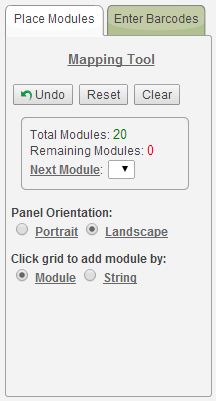 Place Modules Enter Barcodes
Mapping Tool
Undo Reset Clear
Total Modules: 20
Remaining Modules: 0
Next Module:
Panel Orientation:
Portrait Landscape
Click grid to add module by:
Module String